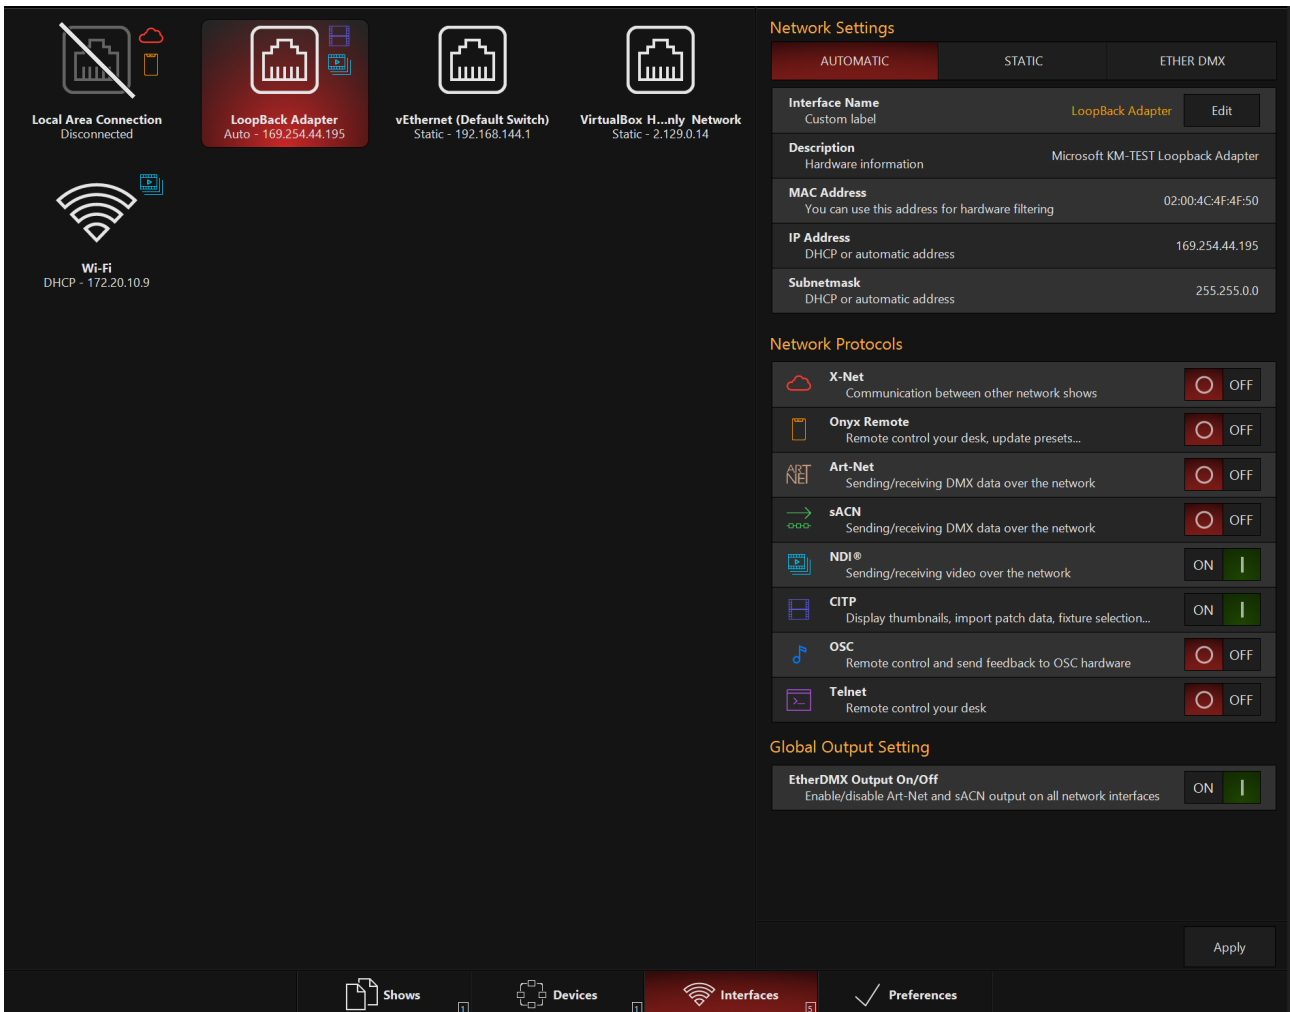 Local Area Connection
Disconnected
LoopBack Adapter
Auto - 169.254.44.195
vEthernet (Default Switch)
Static - 192.168.144.1
VirtualBox H...nly Network
Static - 2.129.0.14
Wi-Fi
DHCP - 172.20.10.9
Network Settings
AUTOMATIC
STATIC
ETHER DMX
Interface Name
Custom label
LoopBack Adapter
Edit
Description
Hardware information
Microsoft KM-TEST Loopback Adapter
MAC Address
You can use this address for hardware filtering
02:00:4C:4F:4F:50
IP Address
DHCP or automatic address
169.254.44.195
Subnetmask
DHCP or automatic address
255.255.0.0
Network Protocols
X-Net
Communication between other network shows
OFF
Onyx Remote
Remote control your desk, update presets...
OFF
ART
NET
Art-Net
Sending/receiving DMX data over the network
OFF
sACN
Sending/receiving DMX data over the network
OFF
NDI®
Sending/receiving video over the network
ON
CITP
Display thumbnails, import patch data, fixture selection...
ON
OSC
Remote control and send feedback to OSC hardware
OFF
Telnet
Remote control your desk
OFF
Global Output Setting
EtherDMX Output On/Off
Enable/disable Art-Net and sACN output on all network interfaces
ON
Apply
Shows
1
Devices
1
Interfaces
5
Preferences